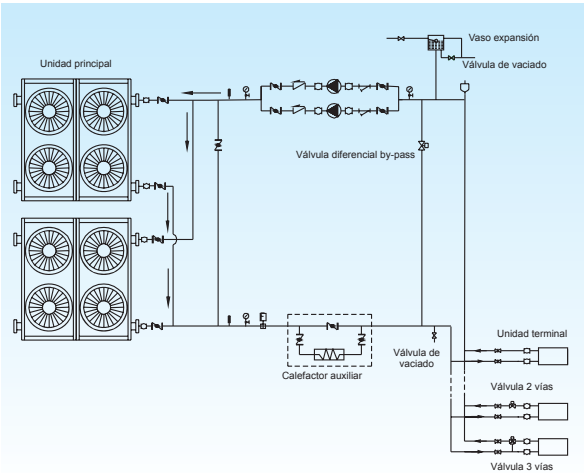 Vaso expansión
Unidad principal
Válvula de vaciado
Válvula diferencial by-pass
Unidad terminal
Válvula de
vaciado
Calefactor auxiliar
Válvula 2 vías
Válvula 3 vías